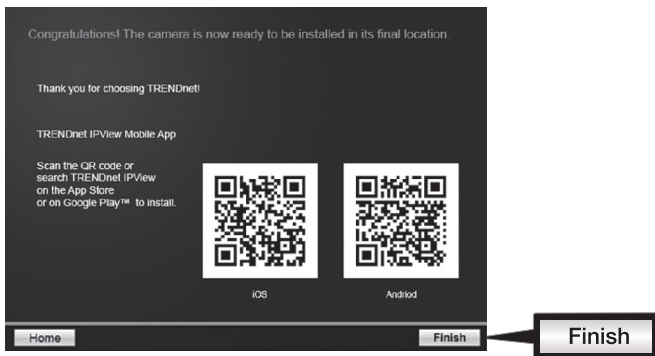 Congratulations! The camera is now ready to be installed in its final location.
Thank you for choosing TRENDnet!
TRENDnet IPView Mobile App
Scan the QR code or
search TRENDnet IPView
on the App Store
or on Google Play™ to install.
iOS
Andriod
Home
Finish
Finish